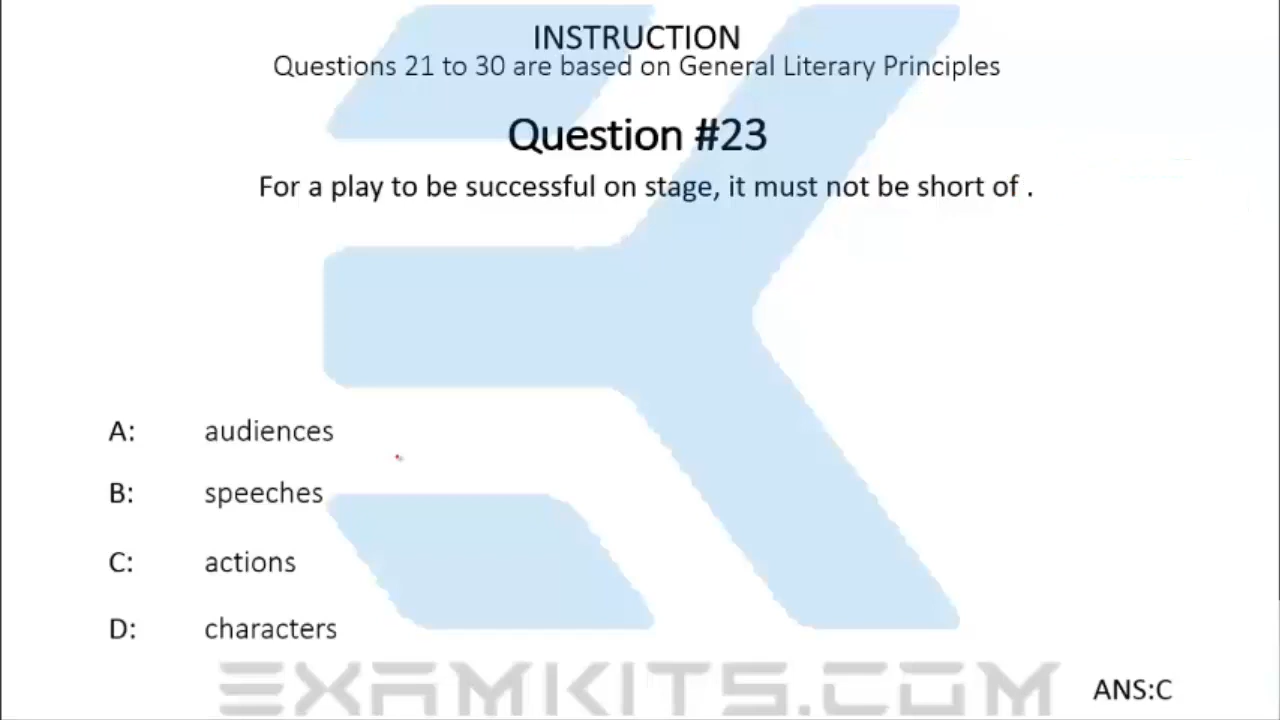 INSTRUCTION
Questions 21 to 30 are based on General Literary Principles
Question #23
For a play to be successful on stage, it must not be short of .
A: audiences
B: speeches
C: actions
D: characters
EXAMKITS.COM
ANS:C